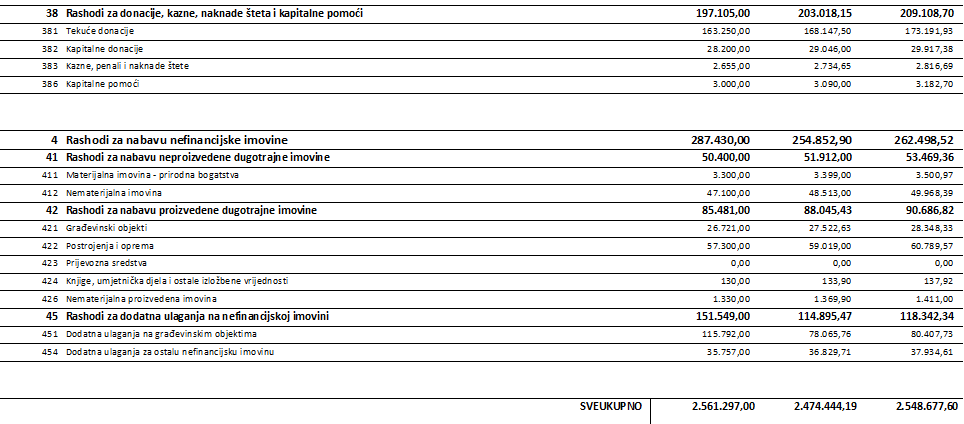 38 Rashodi za donacije, kazne, naknade šteta i kapitalne pomoći 197.105,00 203.018,15 209.108,70
381 Tekuće donacije 163.250,00 168.147,50 173.191,93
382 Kapitalne donacije 28.200,00 29.046,00 29.917,38
383 Kazne, penali i naknade štete 2.655,00 2.734,65 2.816,69
386 Kapitalne pomoći 3.000,00 3.090,00 3.182,70
4 Rashodi za nabavu nefinancijske imovine 287.430,00 254.852,90 262.498,52
41 Rashodi za nabavu neproizvedene dugotrajne imovine 50.400,00 51.912,00 53.469,36
411 Materijalna imovina - prirodna bogatstva 3.300,00 3.399,00 3.500,97
412 Nematerijalna imovina 47.100,00 48.513,00 49.968,39
42 Rashodi za nabavu proizvedene dugotrajne imovine 85.481,00 88.045,43 90.686,82
421 Građevinski objekti 26.721,00 27.522,63 28.348,33
422 Postrojenja i oprema 57.300,00 59.019,00 60.789,57
423 Prijevozna sredstva 0,00 0,00 0,00
424 Knjige, umjetnička djela i ostale izložbene vrijednosti 130,00 133,90 137,92
426 Nematerijalna proizvedena imovina 1.330,00 1.369,90 1.411,00
45 Rashodi za dodatna ulaganja na nefinancijskoj imovini 151.549,00 114.895,47 118.342,34
451 Dodatna ulaganja na građevinskim objektima 115.792,00 78.065,76 80.407,73
454 Dodatna ulaganja za ostalu nefinancijsku imovinu 35.757,00 36.829,71 37.934,61
SVEUKUPNO 2.561.297,00 2.474.444,19 2.548.677,60